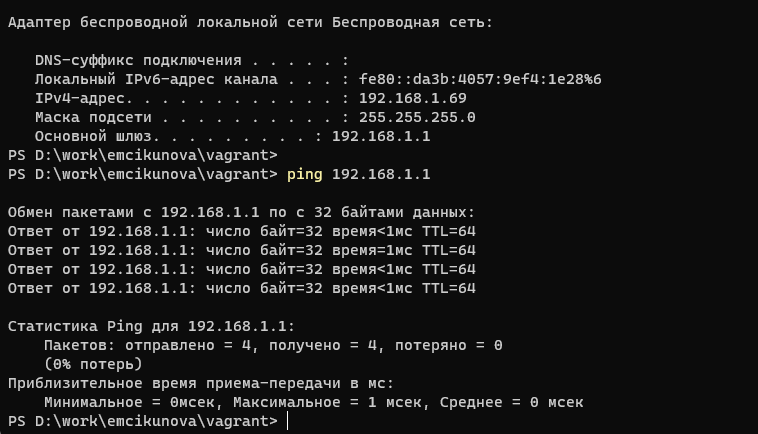 Адаптер беспроводной локальной сети Беспроводная сеть:
DNS-суффикс подключения . . . . . :
Локальный IPv6-адрес канала . . . : fe80::da3b:4057:9ef4:1e28%6
IPv4-адрес. . . . . . . . . . . . : 192.168.1.69
Маска подсети . . . . . . . . . . : 255.255.255.0
Основной шлюз. . . . . . . . . : 192.168.1.1
PS D:\work\emcikunova\vagrant>
PS D:\work\emcikunova\vagrant> ping 192.168.1.1
Обмен пакетами с 192.168.1.1 по с 32 байтами данных:
Ответ от 192.168.1.1: число байт=32 время<1мс TTL=64
Ответ от 192.168.1.1: число байт=32 время=1мс TTL=64
Ответ от 192.168.1.1: число байт=32 время<1мс TTL=64
Ответ от 192.168.1.1: число байт=32 время<1мс TTL=64
Статистика Ping для 192.168.1.1:
Пакетов: отправлено = 4, получено = 4, потеряно = 0
(0% потерь)
Приблизительное время приема-передачи в мс:
Минимальное = 0мсек, Максимальное = 1 мсек, Среднее = 0 мсек
PS D:\work\emcikunova\vagrant>